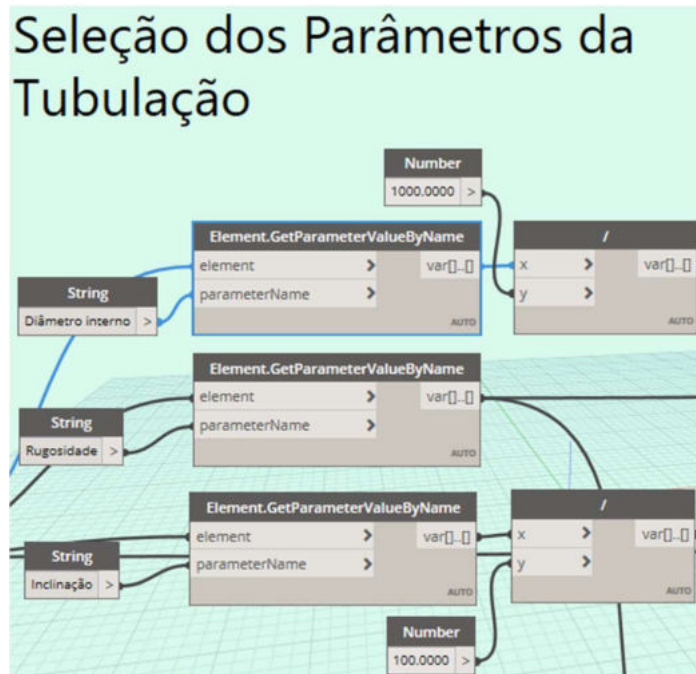 Seleção dos Parâmetros da
Tubulação
Number
1000.0000 >
Element.GetParameterValueByName
/
element > var[]..[]
x > var[]..[]
String
parameterName >
y >
Diâmetro interno >
AUTO
AUTO
Element.GetParameterValueByName
element > var[]..[]
String
parameterName >
Rugosidade >
AUTO
Element.GetParameterValueByName
/
element > var[]..[]
x > var[]..[]
String
parameterName >
y >
Inclinação >
AUTO
AUTO
Number
100.0000 >